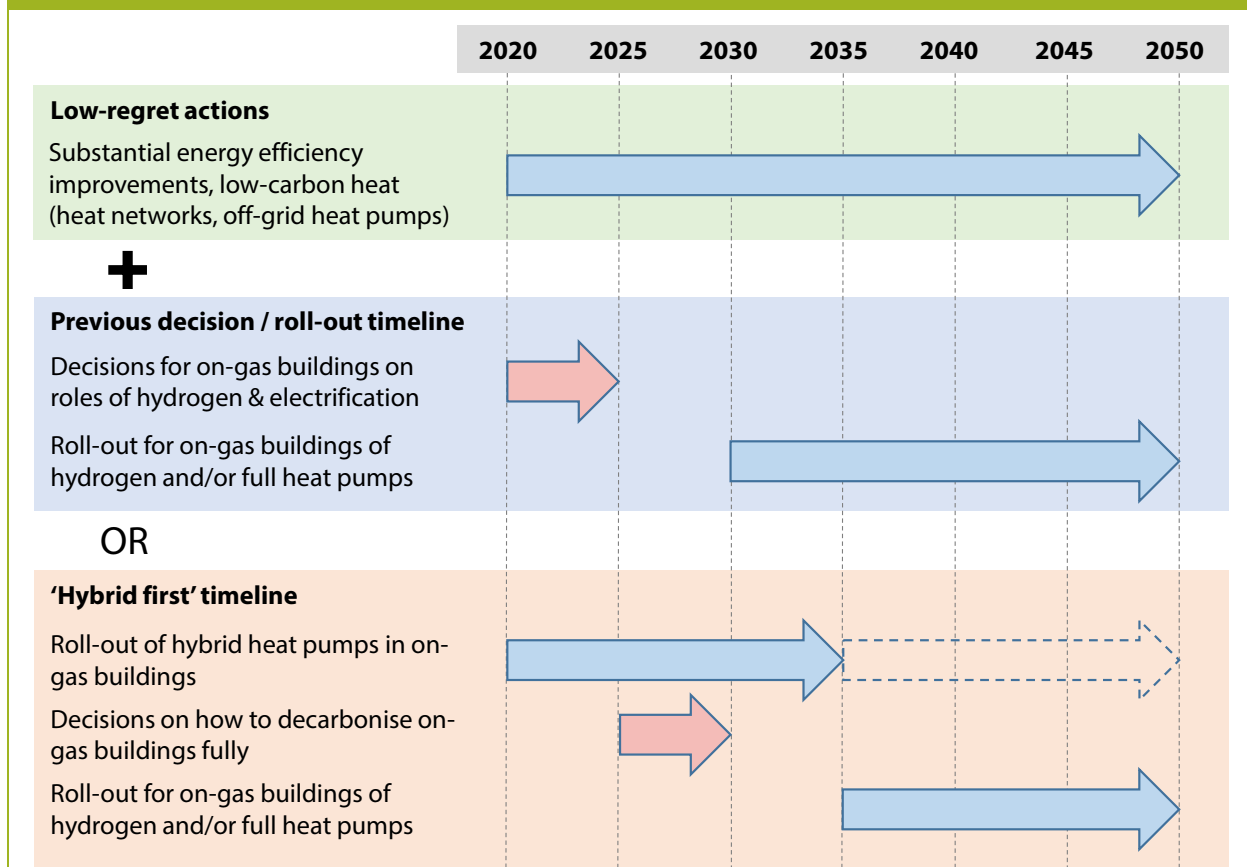 2020 2025 2030 2035 2040 2045 2050
Low-regret actions
Substantial energy efficiency
improvements, low-carbon heat
(heat networks, off-grid heat pumps)
+
Previous decision / roll-out timeline
Decisions for on-gas buildings on
roles of hydrogen & electrification
Roll-out for on-gas buildings of
hydrogen and/or full heat pumps
OR
‘Hybrid first’ timeline
Roll-out of hybrid heat pumps in on-
gas buildings
Decisions on how to decarbonise on-
gas buildings fully
Roll-out for on-gas buildings of
hydrogen and/or full heat pumps